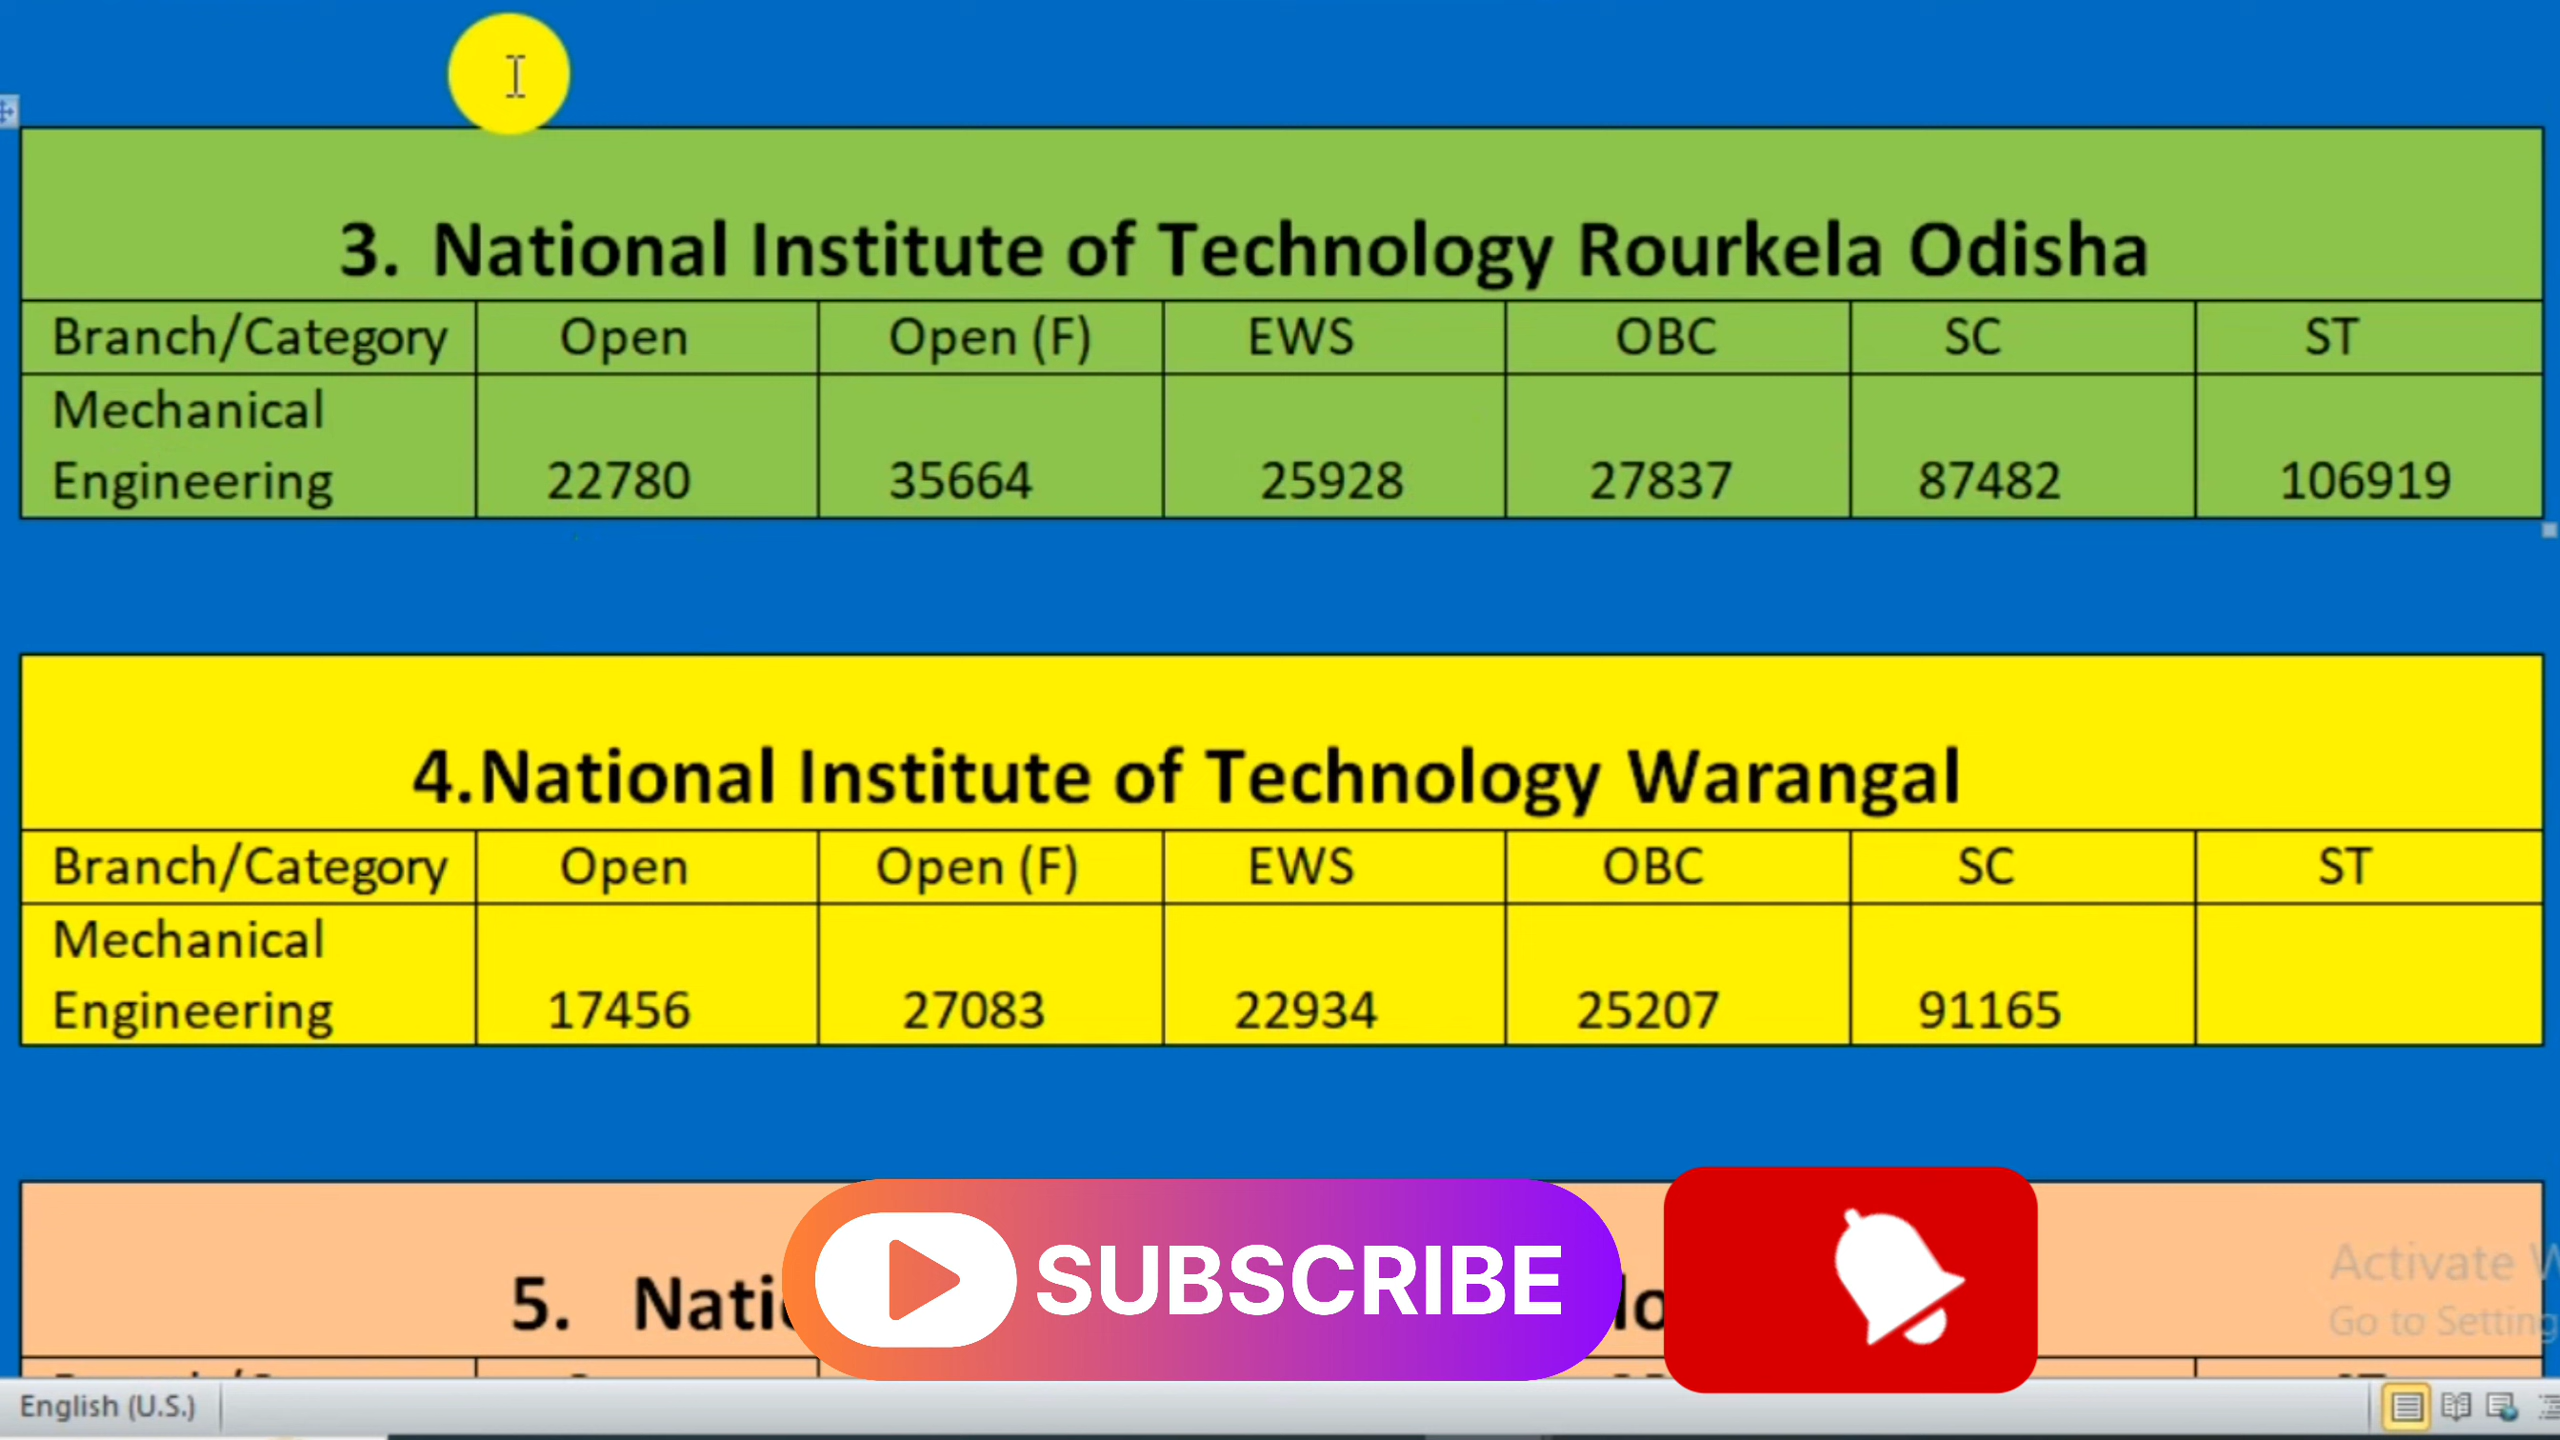 3. National Institute of Technology Rourkela Odisha
Branch/Category Open Open (F) EWS OBC SC ST
Mechanical
Engineering 22780 35664 25928 27837 87482 106919
4.National Institute of Technology Warangal
Branch/Category Open Open (F) EWS OBC SC ST
Mechanical
Engineering 17456 27083 22934 25207 91165
5.
SUBSCRIBE
Activate
Go to Setting
English (U.S.)